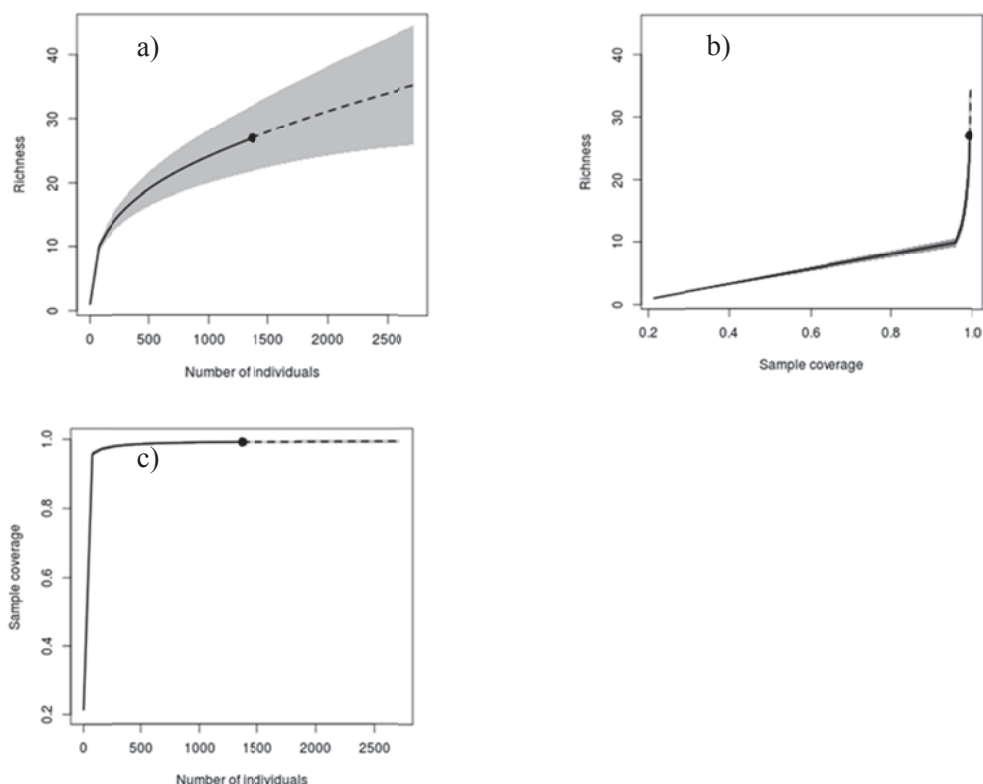 a)
Richness
40
30
20
10
0
0 500 1000 1500 2000 2500
Number of individuals
b)
Richness
40
30
20
10
0
0.2 0.4 0.6 0.8 1.0
Sample coverage
c)
Sample coverage
1.0
0.8
0.6
0.4
0.2
0 500 1000 1500 2000 2500
Number of individuals